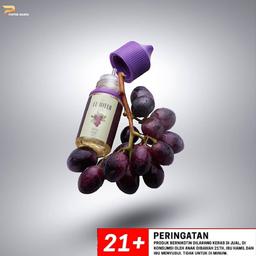 21+
PERINGATAN
PRODUK BERNIKOTIN DILARANG KERAS DI JUAL, DI
KONSUMSI OLEH ANAK DIBAWAH 21TH, IBU HAMIL DAN
IBU MENYUSUI. TIDAK UNTUK DI MINUM.